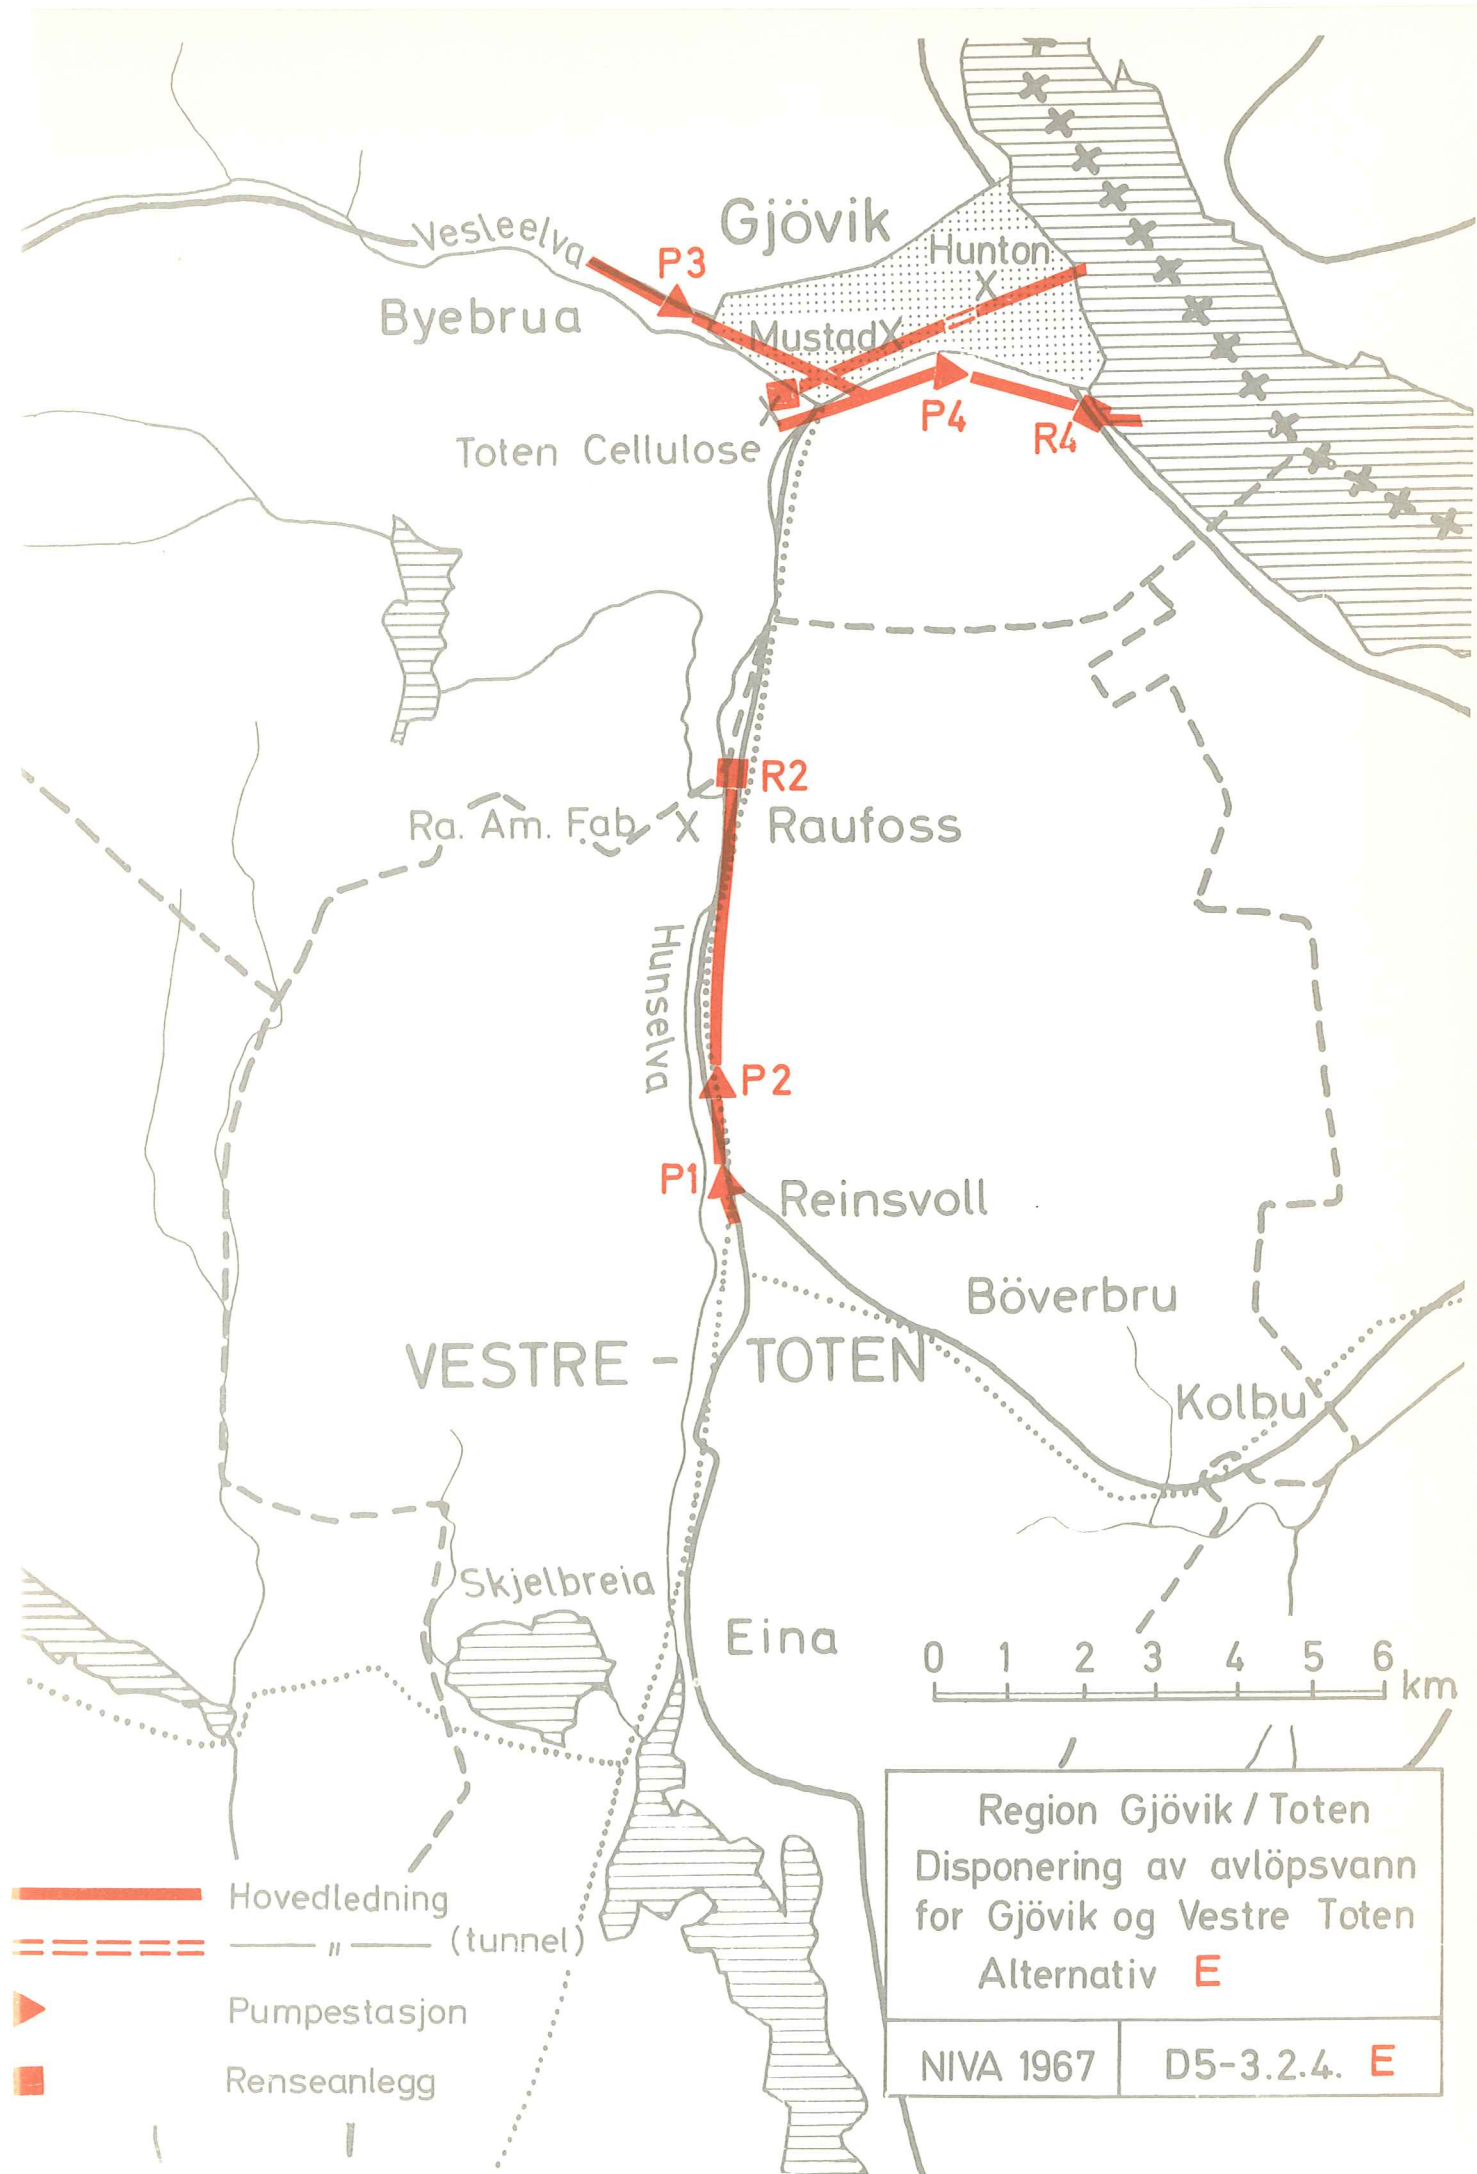 Gjövik
Vesleelva
Hunton
X
P3
Byebrua
MustadX
X
P4
R4
Toten Cellulose
R2
Ra. Am. Fab. X
Raufoss
Hunselva
P2
P1
Reinsvoll
Böverbru
VESTRE - TOTEN
Kolbu
Skjelbreia
Eina
0 1 2 3 4 5 6 km
Hovedledning
—— " —— (tunnel)
Pumpestasjon
Renseanlegg
Region Gjövik / Toten
Disponering av avlöpsvann
for Gjövik og Vestre Toten
Alternativ E
NIVA 1967
D5-3.2.4. E